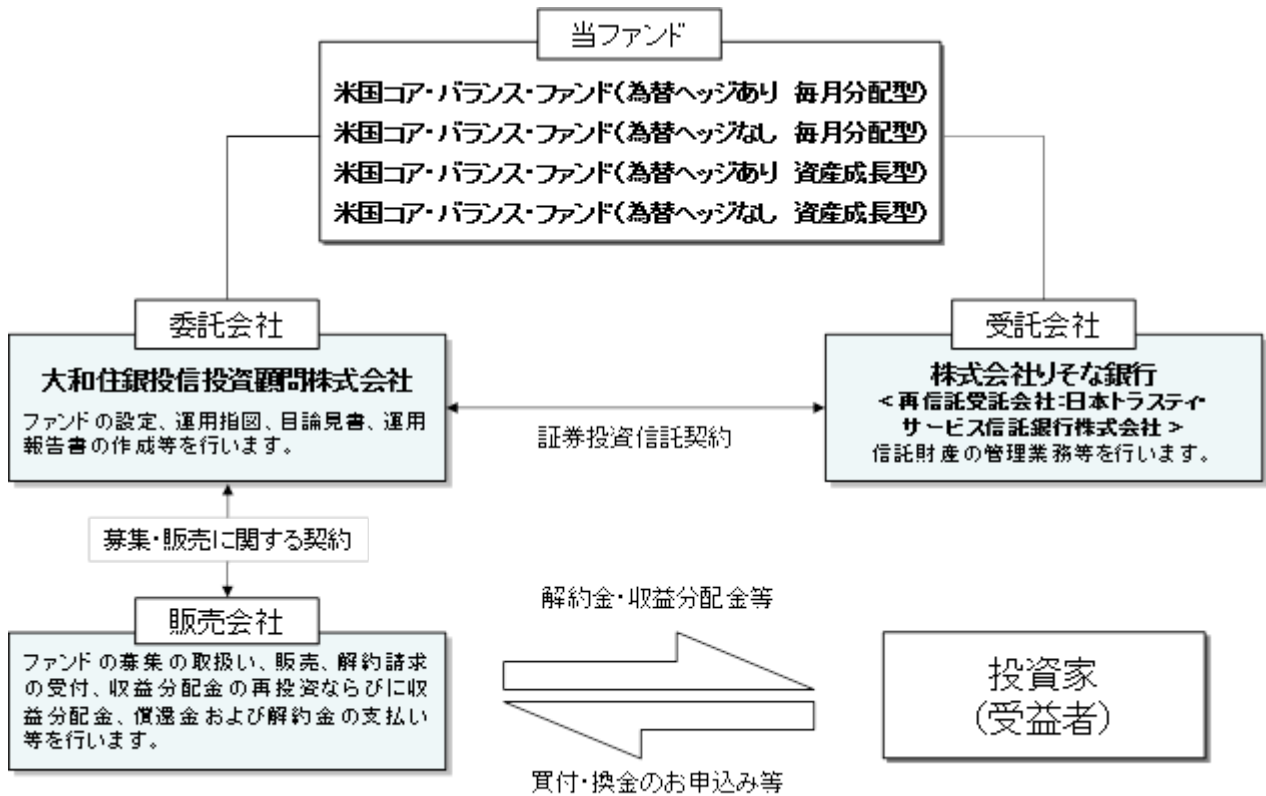 当ファンド
米国コア・バランス・ファンド(為替ヘッジあり 毎月分配型)
米国コア・バランス・ファンド(為替ヘッジなし 毎月分配型)
米国コア・バランス・ファンド(為替ヘッジあり 資産成長型)
米国コア・バランス・ファンド(為替ヘッジなし 資産成長型)
委託会社
大和住銀投信投資顧問株式会社
ファンドの設定、運用指図、目論見書、運用
報告書の作成等を行います。
証券投資信託契約
受託会社
株式会社りそな銀行
<再信託受託会社:日本トラスティ・
サービス信託銀行株式会社>
信託財産の管理業務等を行います。
募集・販売に関する契約
販売会社
ファンドの募集の取扱い、販売、解約請求
の受付、収益分配金の再投資ならびに収
益分配金、償還金および解約金の支払い
等を行います。
解約金・収益分配金等
買付・換金のお申込み等
投資家
(受益者)